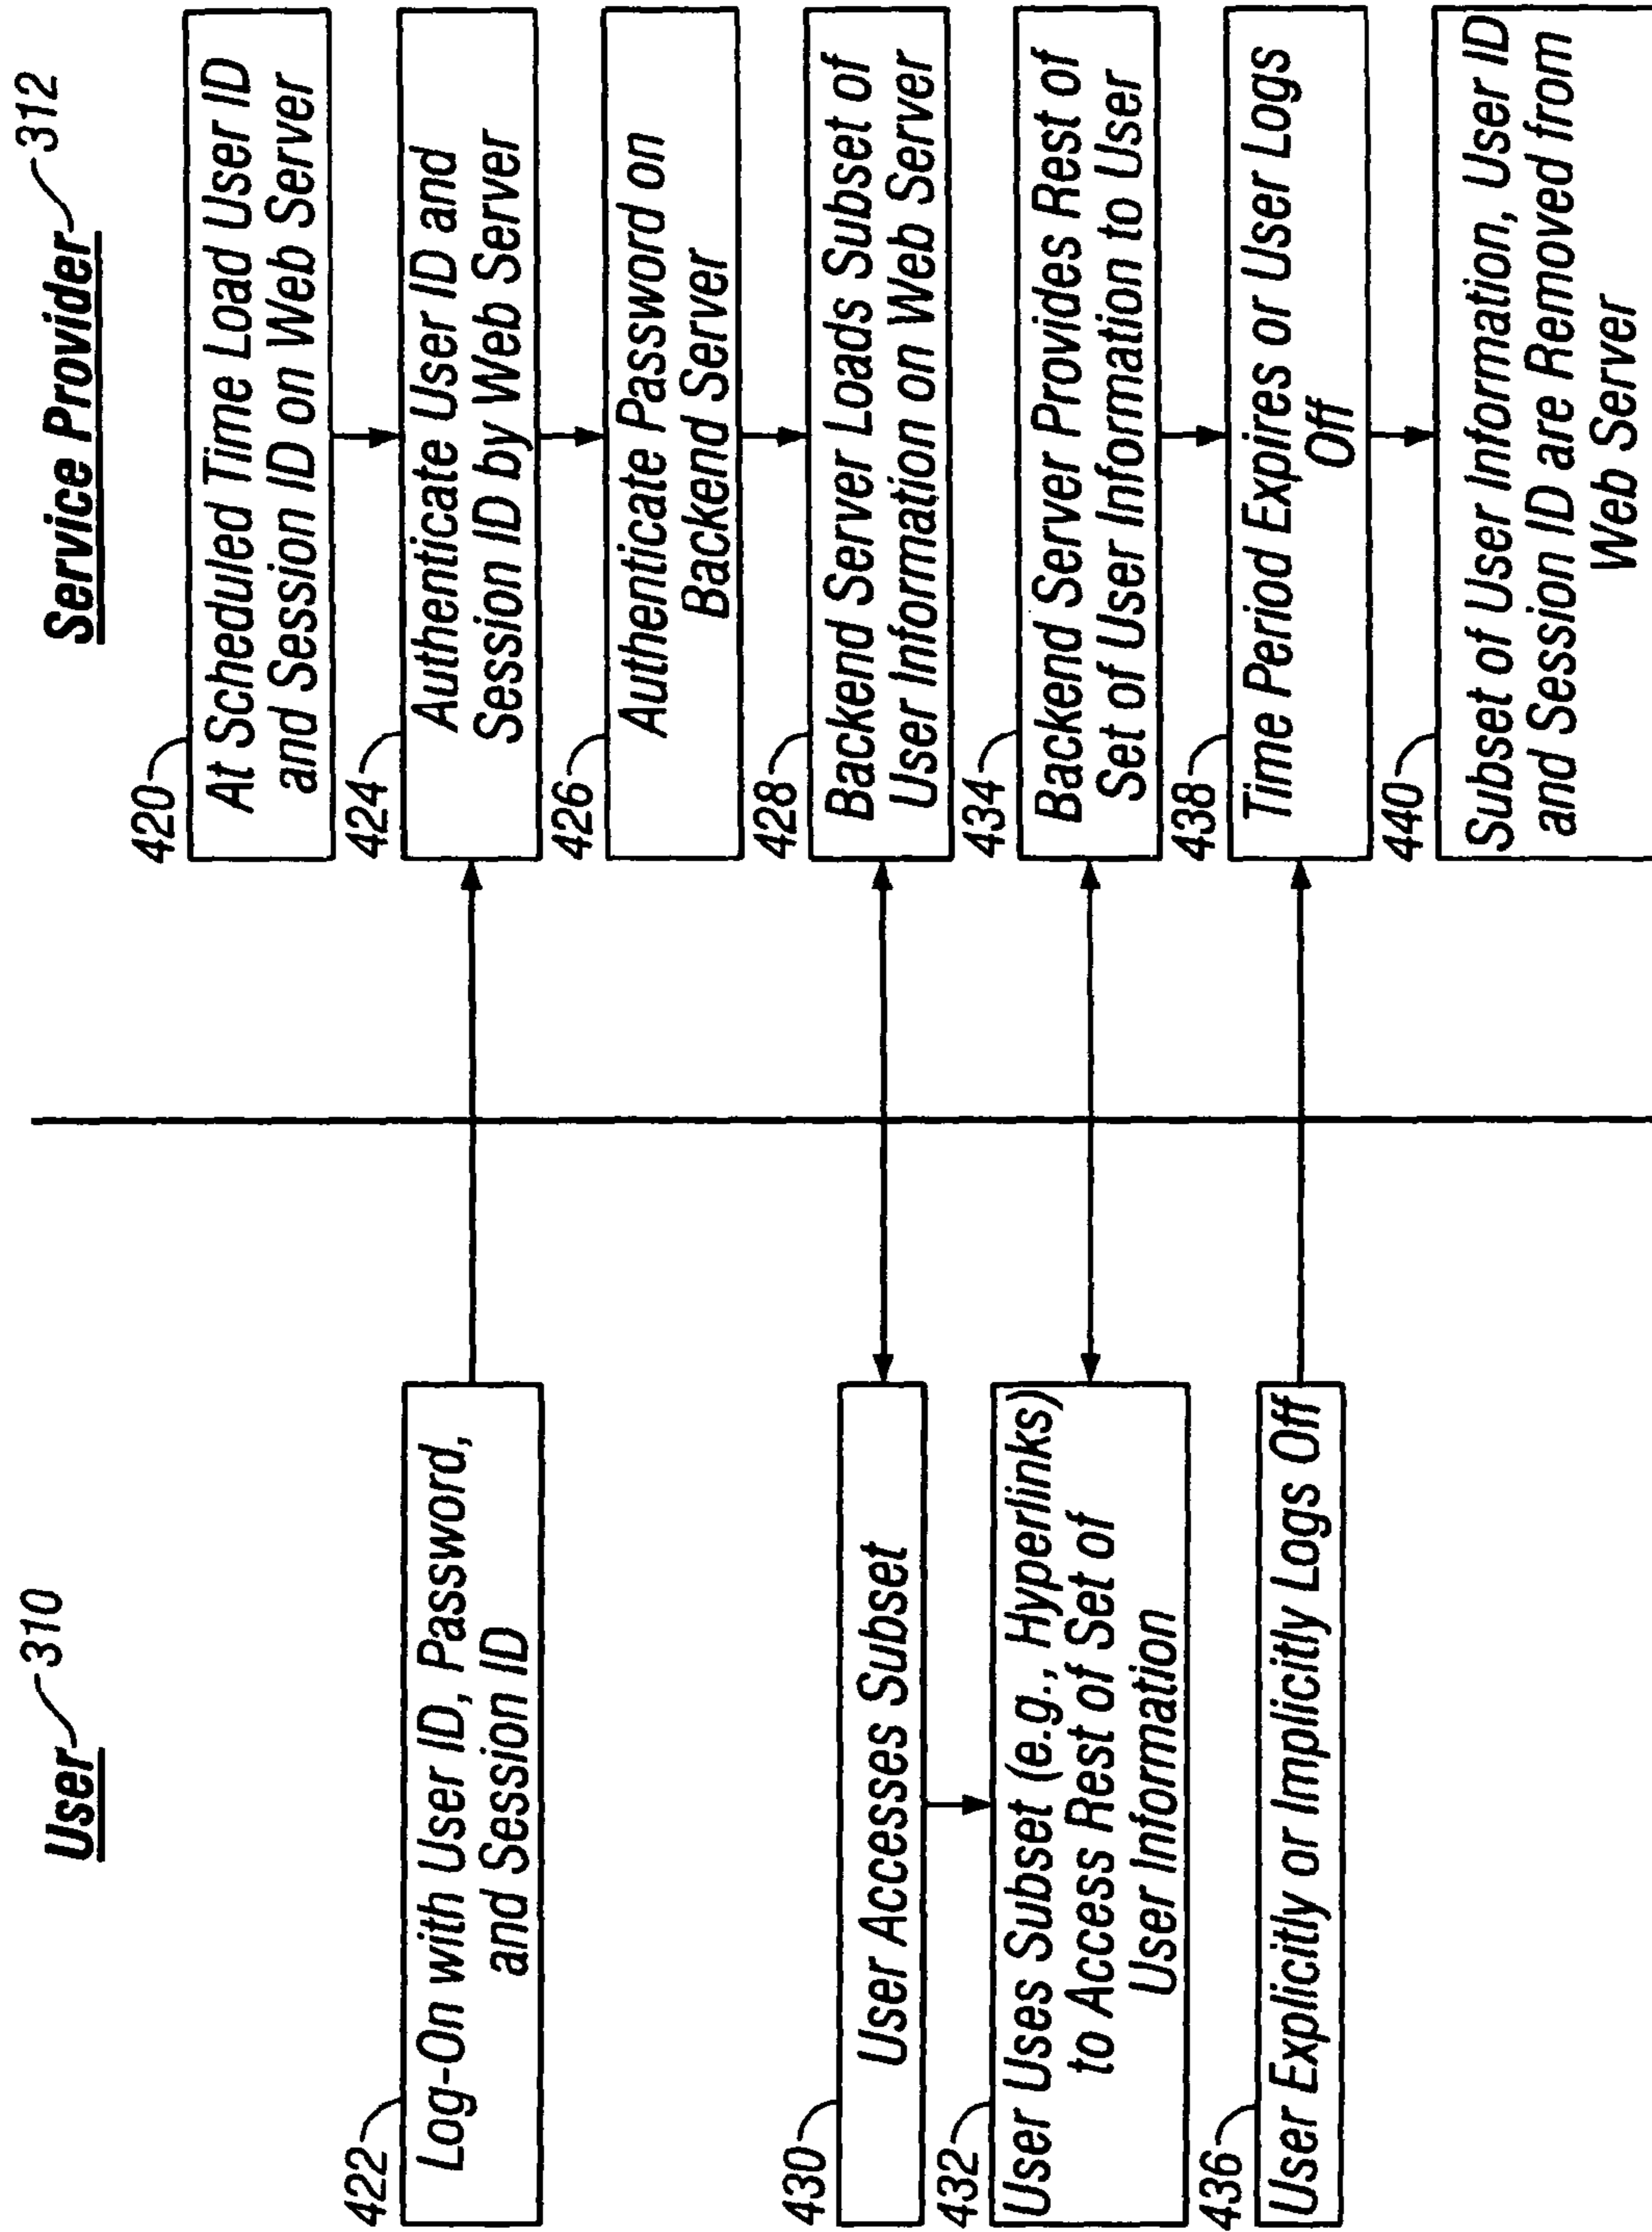 User 310
Service Provider 312
420
At Scheduled Time Load User ID
and Session ID on Web Server
422
Log-On with User ID, Password,
and Session ID
424
Authenticate User ID and
Session ID by Web Server
426
Authenticate Password on
Backend Server
428
Backend Server Loads Subset of
User Information on Web Server
430
User Accesses Subset
432
User Uses Subset (e.g., Hyperlinks)
to Access Rest of Set of
User Information
434
Backend Server Provides Rest of
Set of User Information to User
436
User Explicitly or Implicitly Logs Off
438
Time Period Expires or User Logs
Off
440
Subset of User Information, User ID
and Session ID are Removed from
Web Server